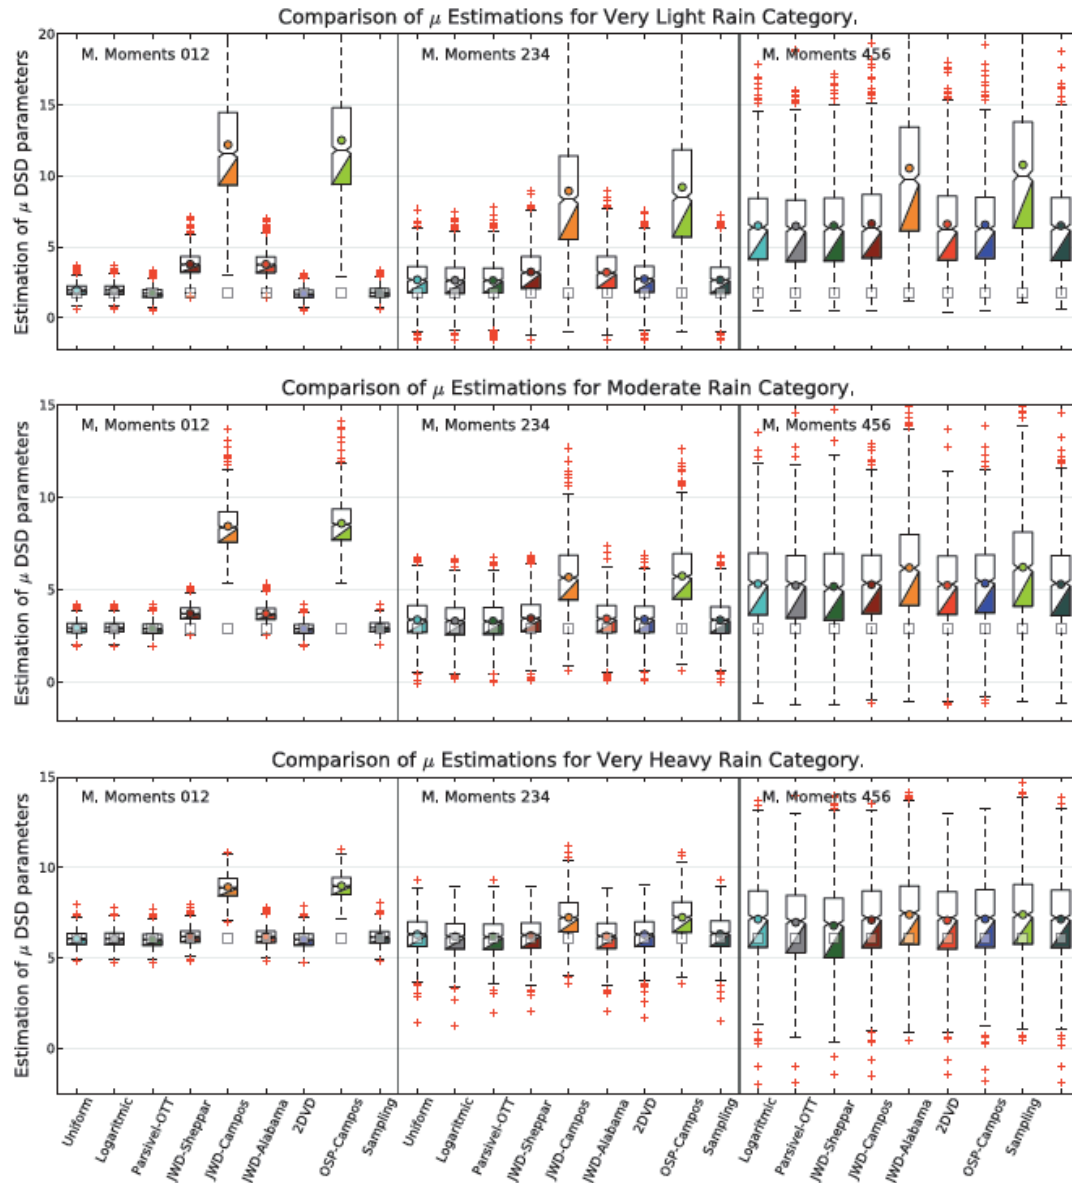 Comparison of μ Estimations for Very Light Rain Category.
Estimation of μ DSD parameters
20
15
10
5
0
M. Moments 012
M. Moments 234
M. Moments 456
Comparison of μ Estimations for Moderate Rain Category.
Estimation of μ DSD parameters
15
10
5
0
M. Moments 012
M. Moments 234
M. Moments 456
Comparison of μ Estimations for Very Heavy Rain Category.
Estimation of μ DSD parameters
15
10
5
0
M. Moments 012
M. Moments 234
M. Moments 456
Uniform
Logaritmic
Parsivel-OTT
JWD-Sheppar
JWD-Campos
JWD-Alabama
2DVD
OSP-Campos
Sampling
Uniform
Logaritmic
Parsivel-OTT
JWD-Sheppar
JWD-Campos
JWD-Alabama
2DVD
OSP-Campos
Sampling
Logaritmic
Parsivel-OTT
JWD-Sheppar
JWD-Campos
JWD-Alabama
2DVD
OSP-Campos
Sampling